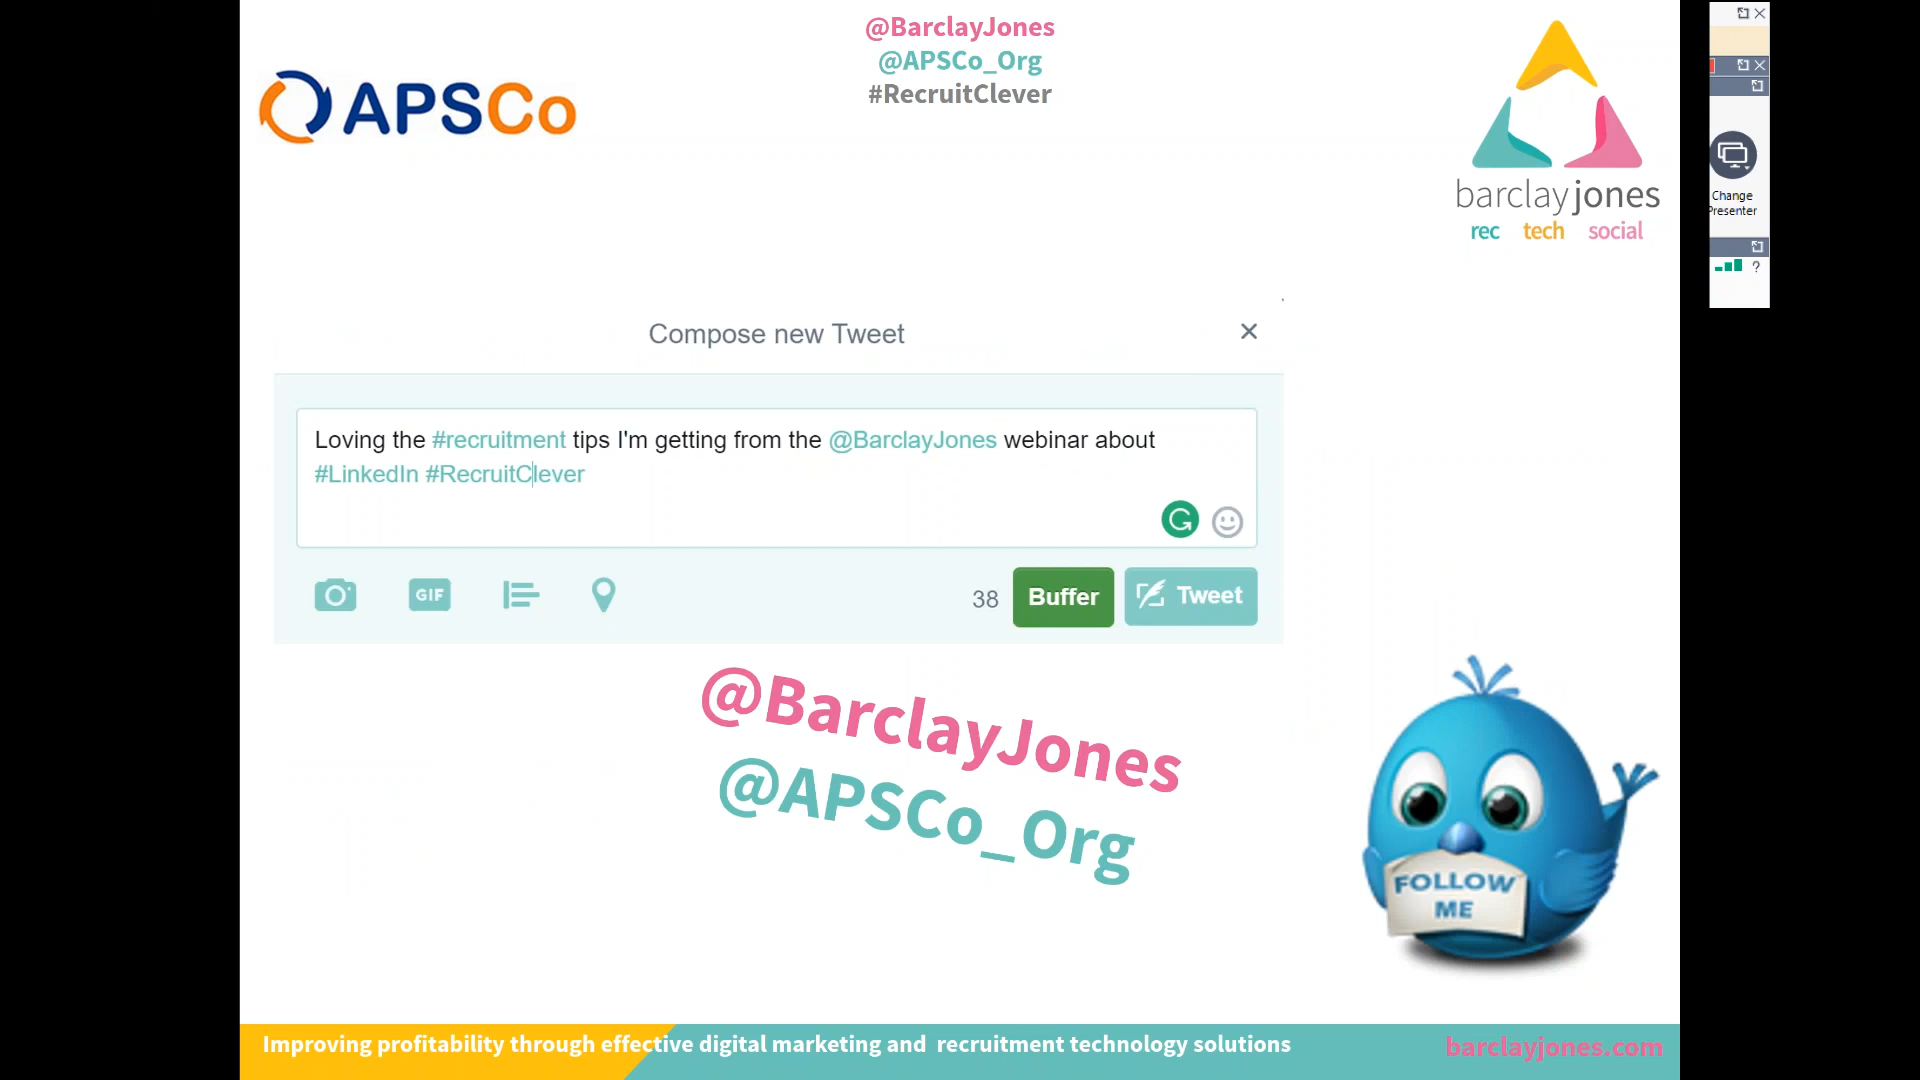 @BarclayJones
@APSCo_Org
#RecruitClever
APSCo
barclayjones
rec tech social
Change
Presenter
?
Compose new Tweet
Loving the #recruitment tips I'm getting from the @BarclayJones webinar about
#LinkedIn #RecruitClever
GIF
38
Buffer
Tweet
@BarclayJones
@APSCo_Org
FOLLOW
ME
Improving profitability through effective digital marketing and recruitment technology solutions
barclayjones.com